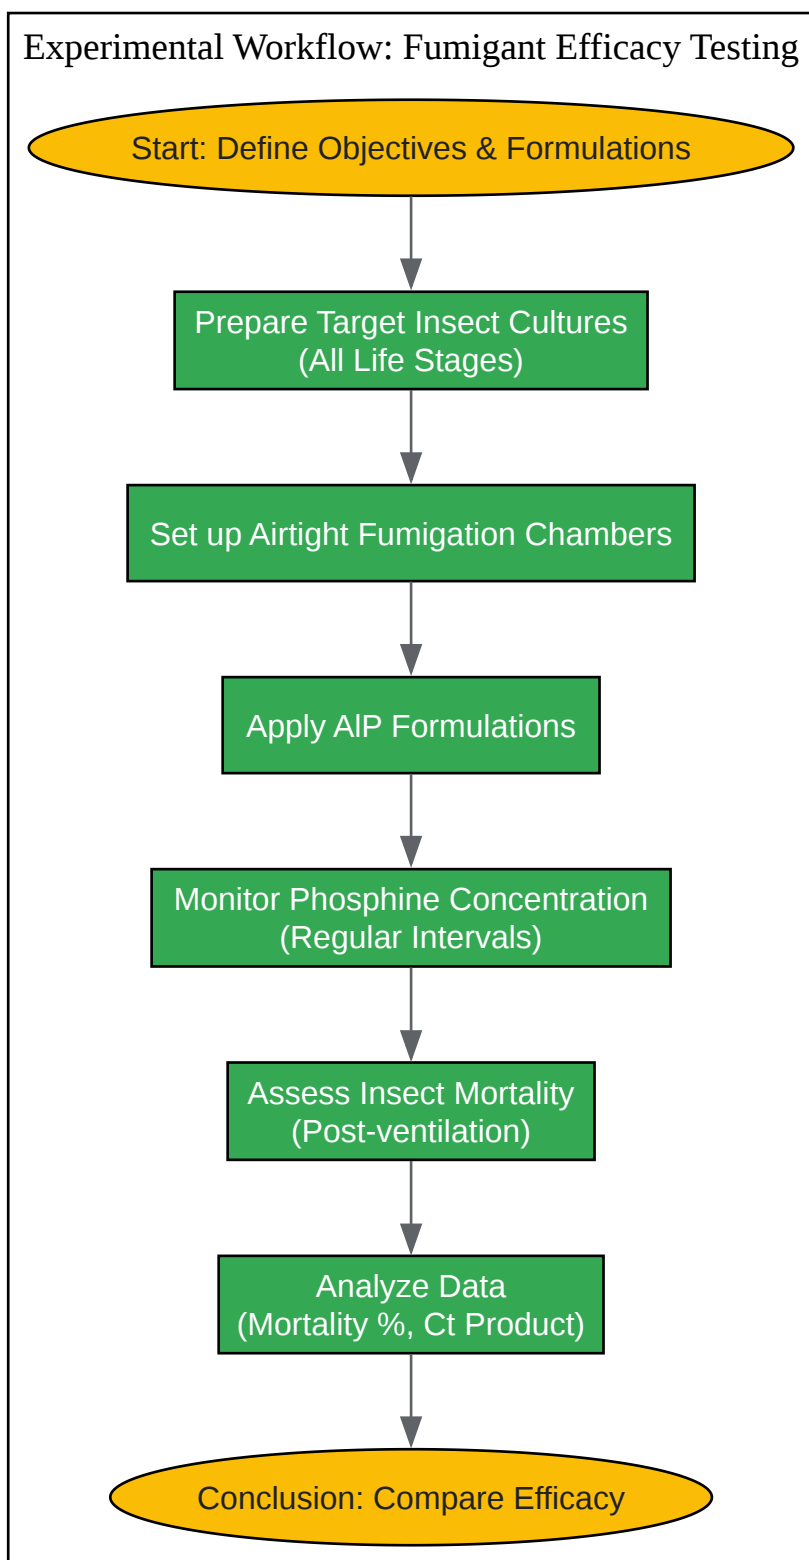 Experimental Workflow: Fumigant Efficacy Testing
Start: Define Objectives & Formulations
Prepare Target Insect Cultures
(All Life Stages)
Set up Airtight Fumigation Chambers
Apply AlP Formulations
Monitor Phosphine Concentration
(Regular Intervals)
Assess Insect Mortality
(Post-ventilation)
Analyze Data
(Mortality %, Ct Product)
Conclusion: Compare Efficacy